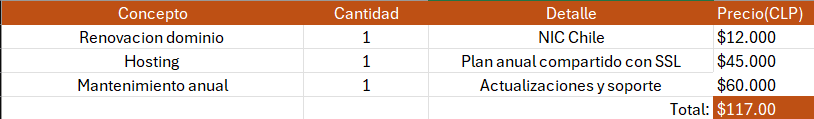 Concepto Cantidad Detalle Precio(CLP)
Renovacion dominio 1 NIC Chile $12.000
Hosting 1 Plan anual compartido con SSL $45.000
Mantenimiento anual 1 Actualizaciones y soporte $60.000
Total: $117.00